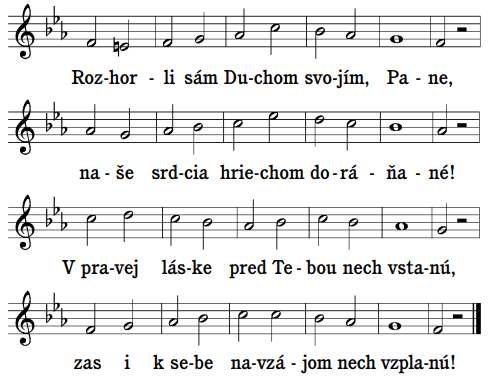 Roz-hor - li sám Du-chom svo-jím, Pa - ne,
na - še srd-cia hrie-chom do-rá - ňa - né!
V pra-vej lás-ke pred Te - bou nech vsta-nú,
zas i k se-be na-vzá-jom nech vzpla-nú!